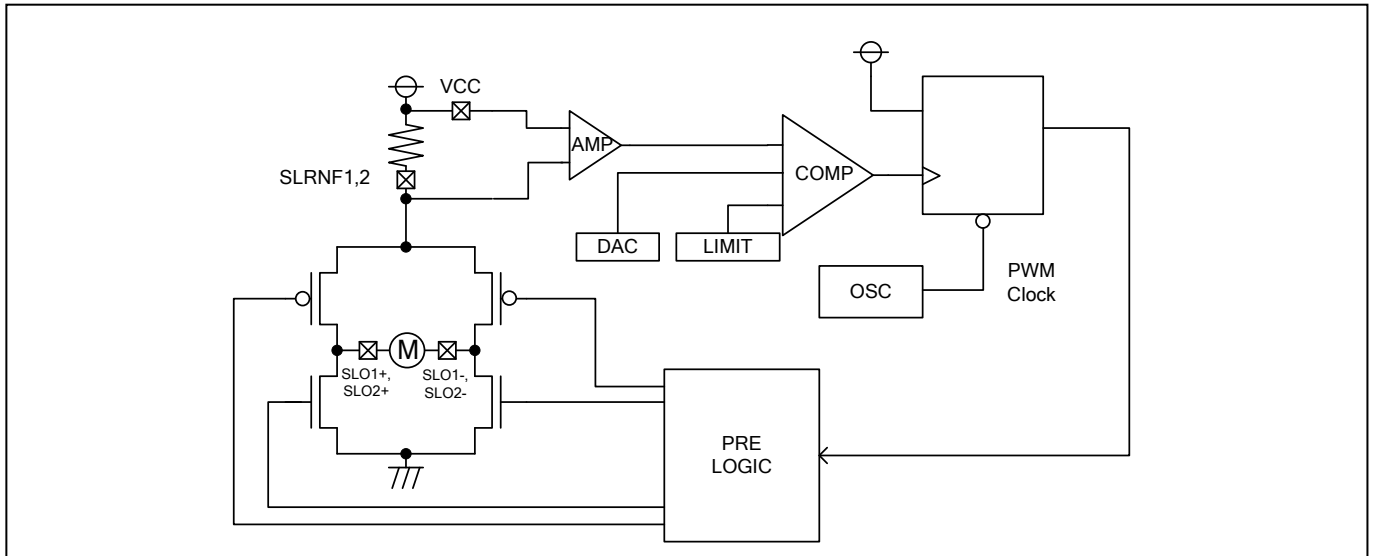 VCC
AMP
SLRNF1,2
COMP
DAC
LIMIT
OSC
PWM
Clock
M
SLO1+,
SLO2+
SLO1-,
SLO2-
PRE
LOGIC